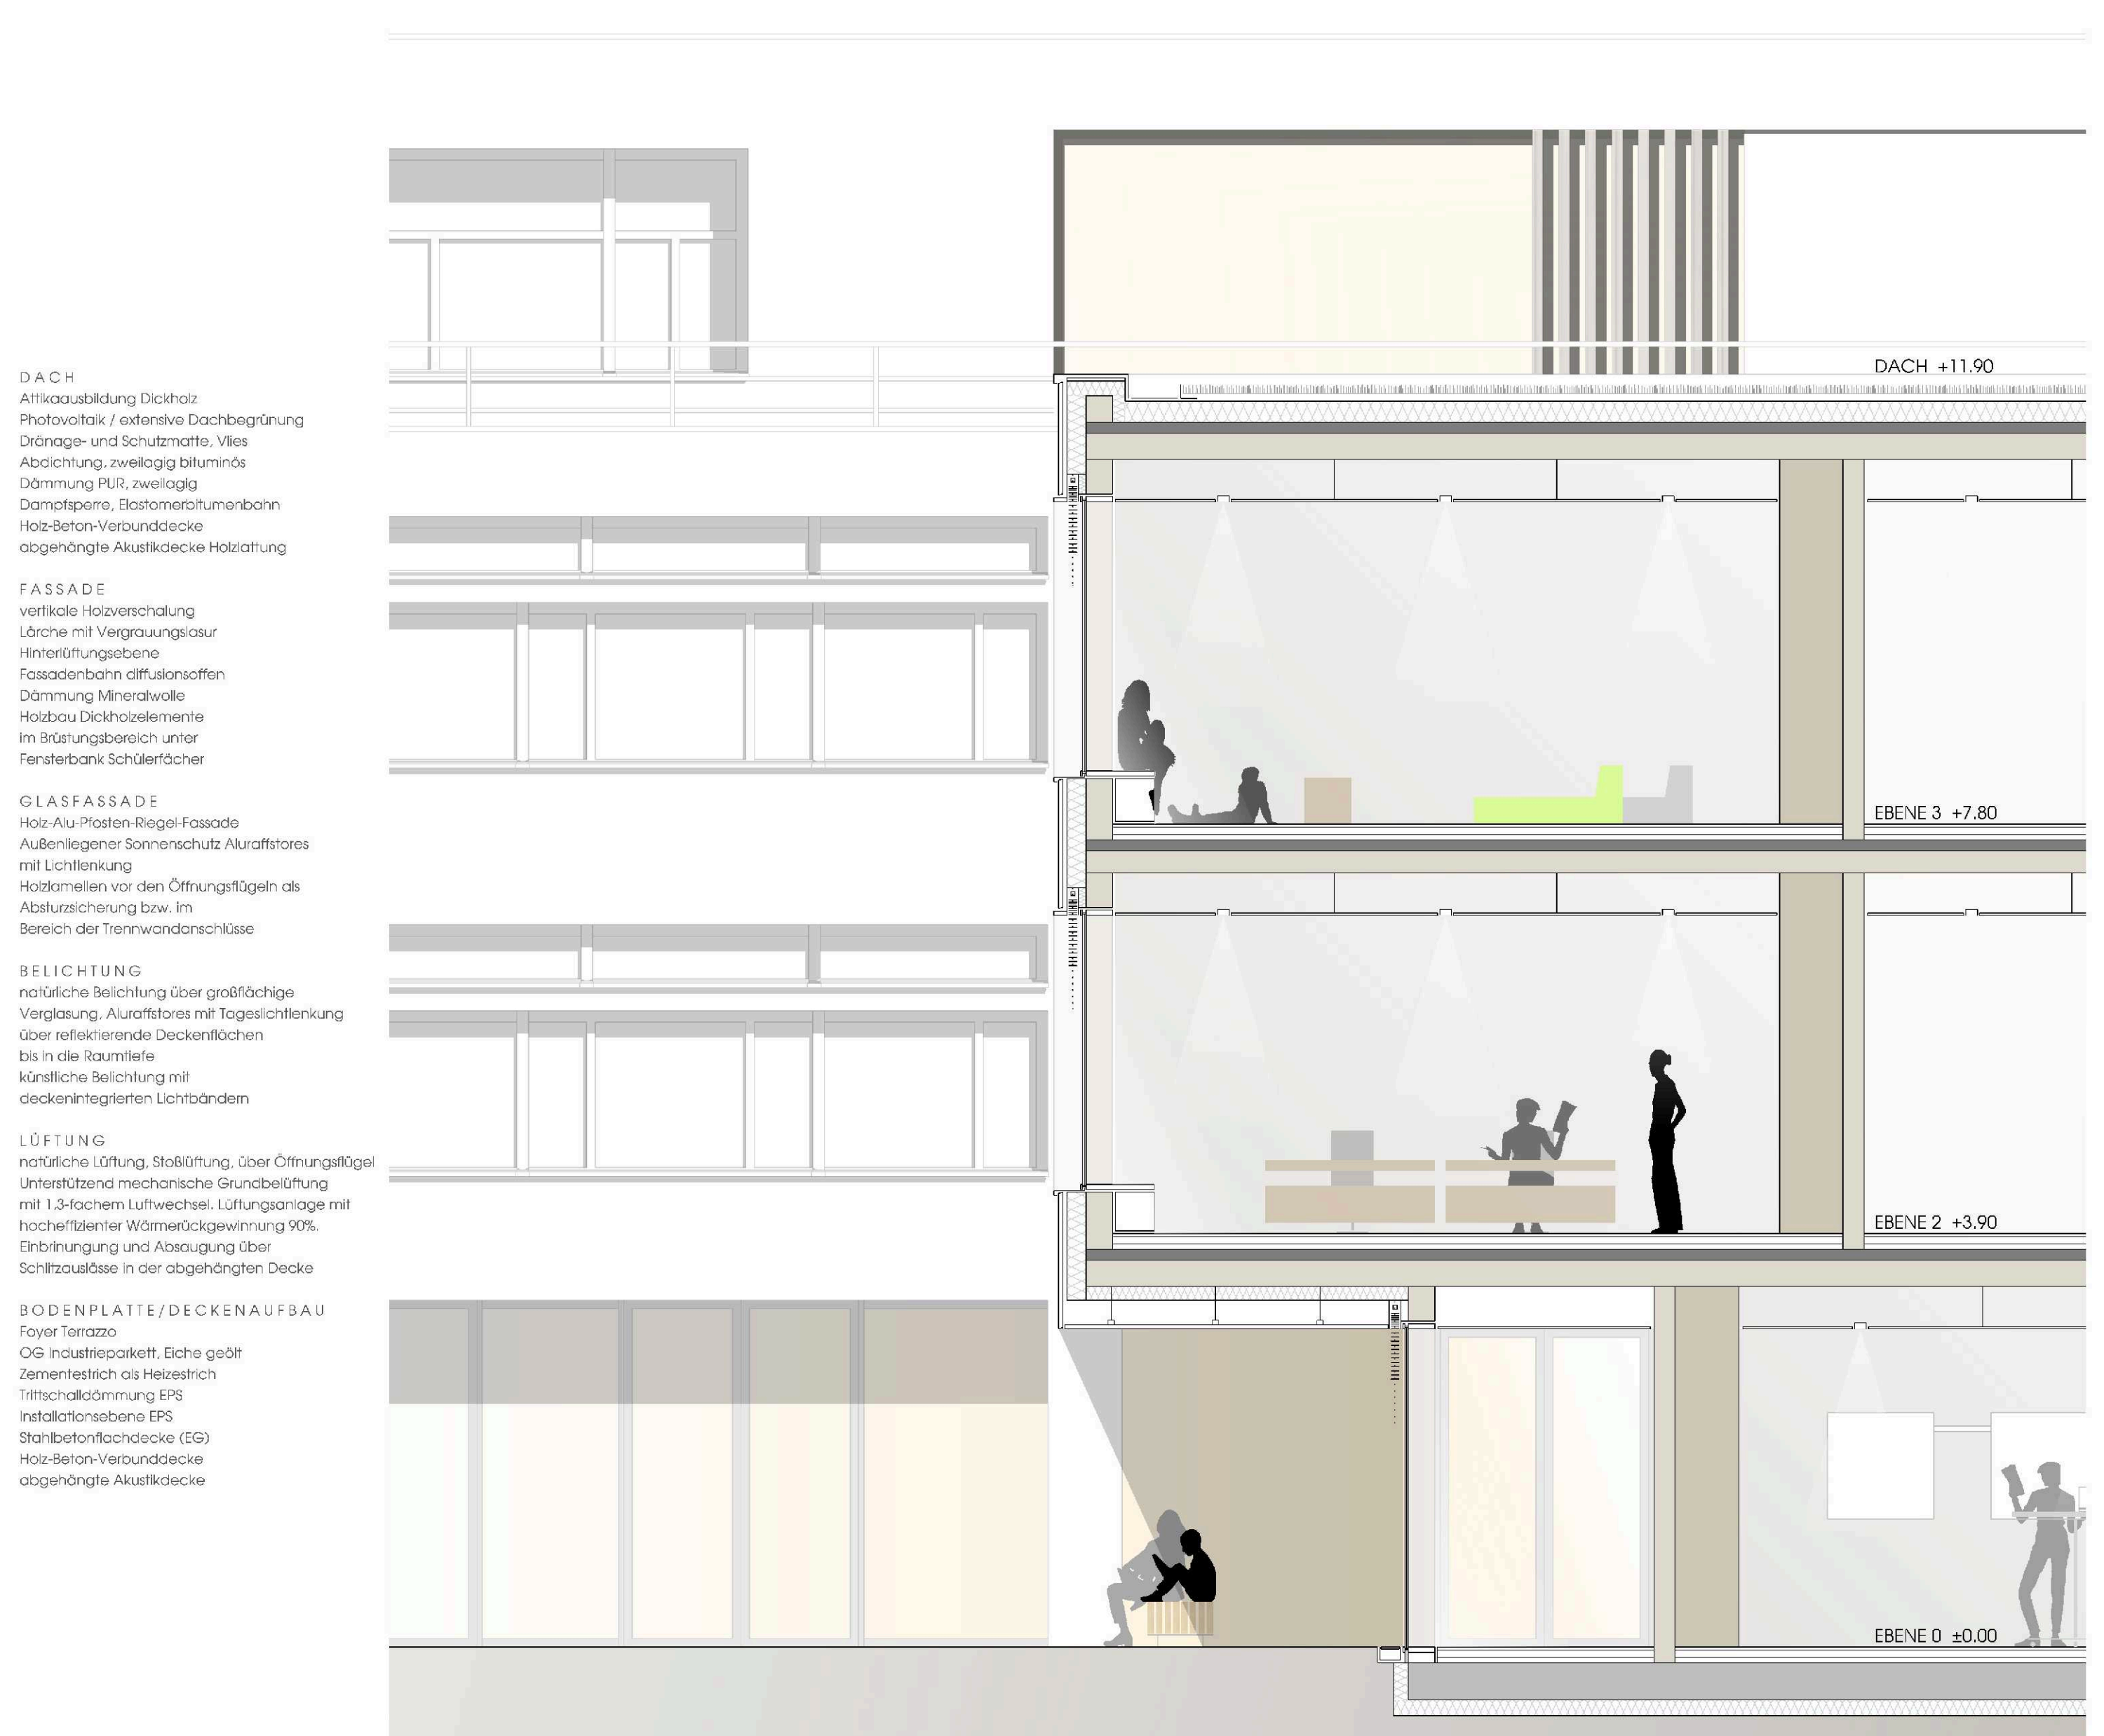 DACH
Attikaausbildung Dickholz
Photovoltaik / extensive Dachbegrünung
Dränage- und Schutzmatte, Vlies
Abdichtung, zweilagig bituminös
Dämmung PUR, zweilagig
Dampfsperre, Elastomerbitumenbahn
Holz-Beton-Verbunddecke
abgehängte Akustikdecke Holzlattung
FASSADE
vertikale Holzverschalung
Lärche mit Vergrauungslasur
Hinterlüftungsebene
Fassadenbahn diffusionsoffen
Dämmung Mineralwolle
Holzbau Dickholzelemente
im Brüstungsbereich unter
Fensterbank Schülerfächer
GLASFASSADE
Holz-Alu-Pfosten-Riegel-Fassade
Außenliegener Sonnenschutz Aluraffstores
mit Lichtlenkung
Holzlamellen vor den Öffnungsflügeln als
Absturzsicherung bzw. im
Bereich der Trennwandanschlüsse
BELICHTUNG
natürliche Belichtung über großflächige
Verglasung, Aluraffstores mit Tageslichtlenkung
über reflektierende Deckenflächen
bis in die Raumtiefe
künstliche Belichtung mit
deckenintegrierten Lichtbändern
LÜFTUNG
natürliche Lüftung, Stoßlüftung, über Öffnungsflügel
Unterstützend mechanische Grundbelüftung
mit 1,3-fachem Luftwechsel. Lüftungsanlage mit
hocheffizienter Wärmerückgewinnung 90%.
Einbrinungung und Absaugung über
Schlitzauslässe in der abgehängten Decke
BODENPLATTE/DECKENAUFBAU
Foyer Terrazzo
OG Industrieparkett, Eiche geölt
Zementestrich als Heizestrich
Trittschalldämmung EPS
Installationsebene EPS
Stahlbetonflachdecke (EG)
Holz-Beton-Verbunddecke
abgehängte Akustikdecke
DACH +11.90
EBENE 3 +7.80
EBENE 2 +3.90
EBENE 0 ±0.00